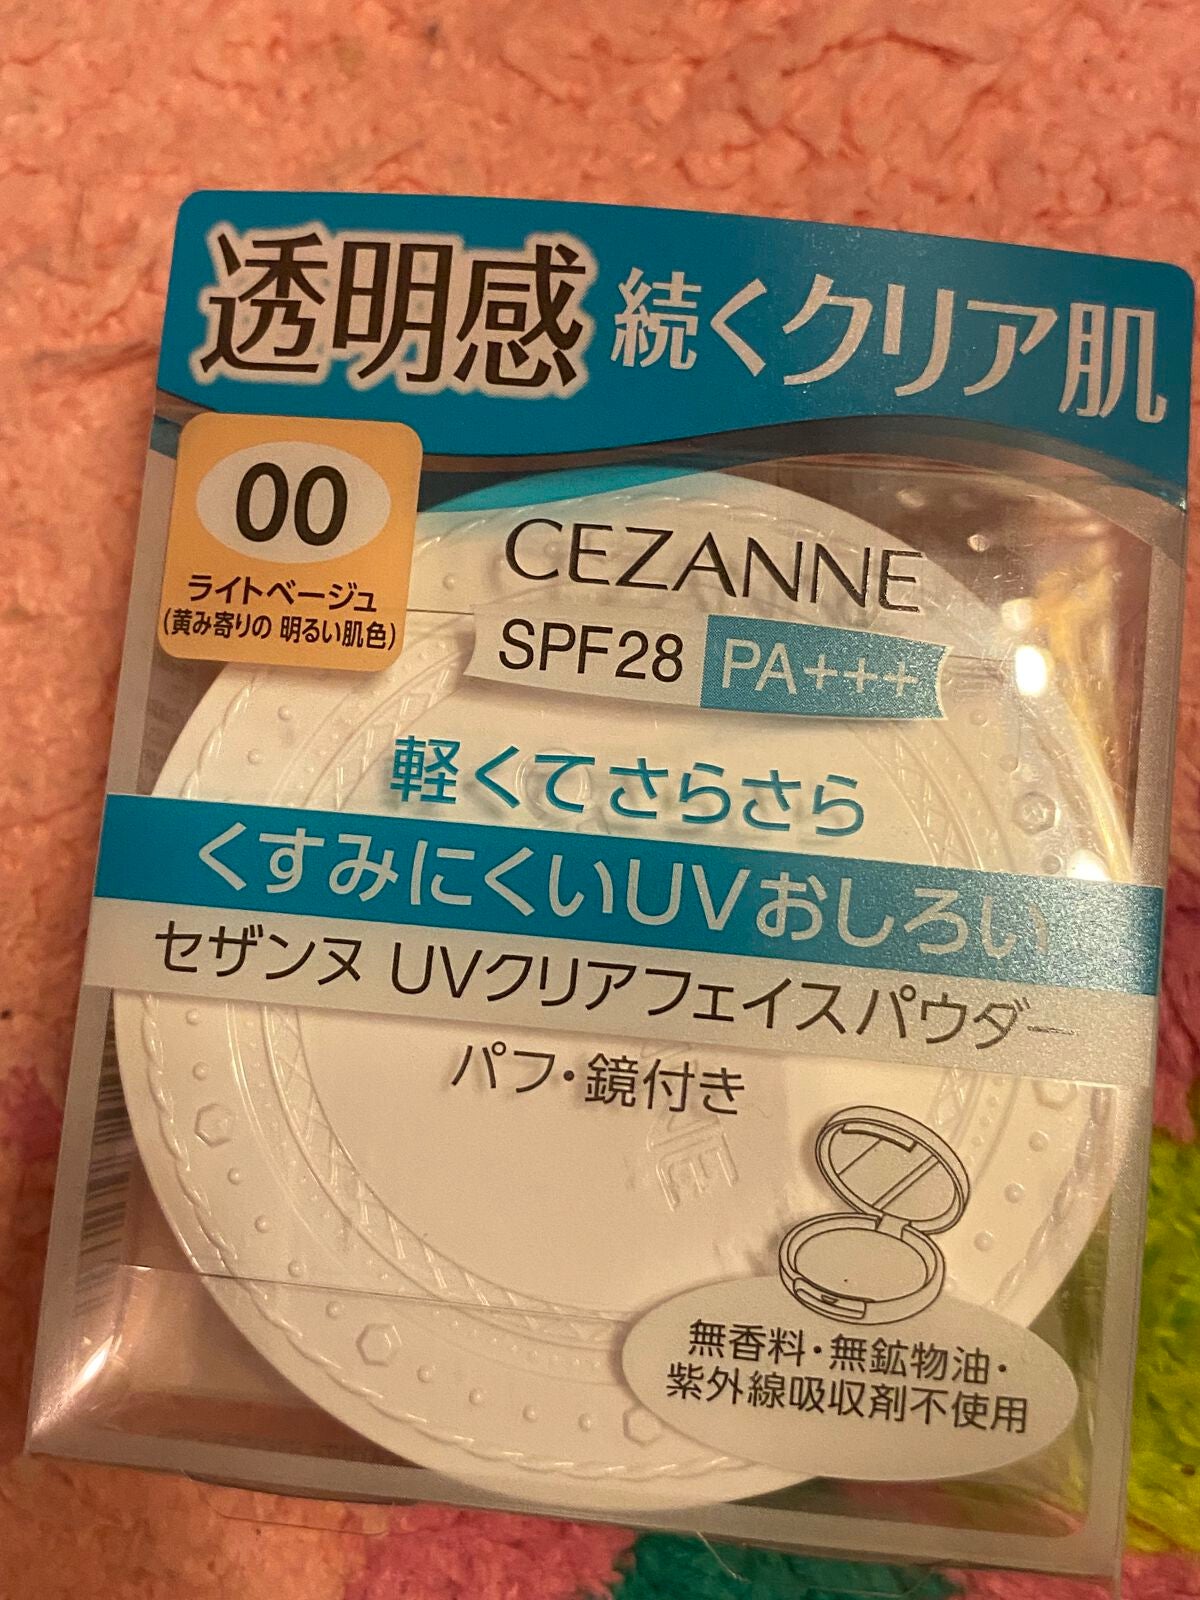 透明感 続くクリア肌
00
ライトベージュ
(黄み寄りの 明るい肌色)
CEZANNE
SPF28 PA+++
軽くてさらさら
くすみにくいUVおしろい
セザンヌ UVクリアフェイスパウダー
パフ・鏡付き
無香料・無鉱物油・
紫外線吸収剤不使用